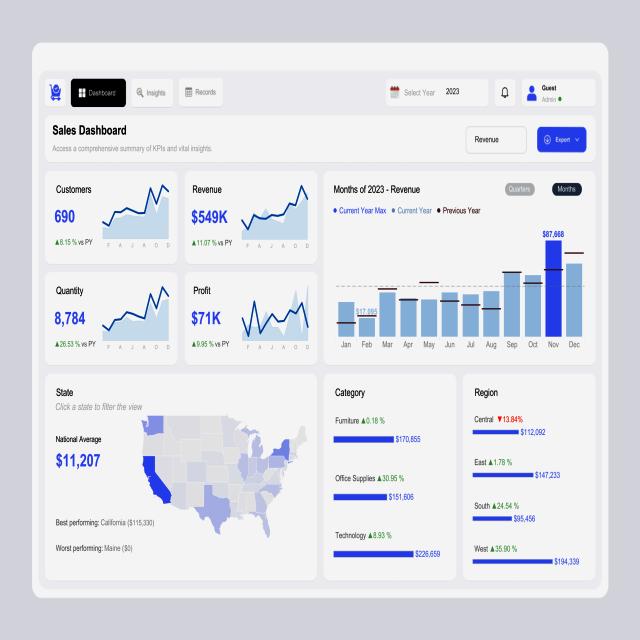 Dashboard
Insights
Records
Select Year 2023
Guest
Admin
Sales Dashboard
Access a comprehensive summary of KPIs and vital insights.
Revenue
Export
Customers
690
▲8.15 % vs PY
F A J A O D
Revenue
$549K
▲11.07 % vs PY
F A J A O D
Quantity
8,784
▲26.53 % vs PY
F A J A O D
Profit
$71K
▲9.95 % vs PY
F A J A O D
Months of 2023 - Revenue
Quarters
Months
Current Year Max
Current Year
Previous Year
$87,668
$17,095
Jan Feb Mar Apr May Jun Jul Aug Sep Oct Nov Dec
State
Click a state to filter the view
National Average
$11,207
Best performing: California ($115,330)
Worst performing: Maine ($0)
Category
Furniture ▲0.18 %
$170,855
Office Supplies ▲30.95 %
$151,606
Technology ▲8.93 %
$226,659
Region
Central ▼13.84%
$112,092
East ▲1.78 %
$147,233
South ▲24.54 %
$95,456
West ▲35.90 %
$194,339